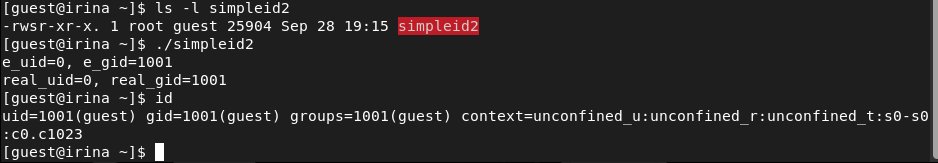 [guest@irina ~]$ ls -l simpleid2
-rwsr-xr-x. 1 root guest 25904 Sep 28 19:15 simpleid2
[guest@irina ~]$ ./simpleid2
e_uid=0, e_gid=1001
real_uid=0, real_gid=1001
[guest@irina ~]$ id
uid=1001(guest) gid=1001(guest) groups=1001(guest) context=unconfined_u:unconfined_r:unconfined_t:s0-s0
:c0.c1023
[guest@irina ~]$